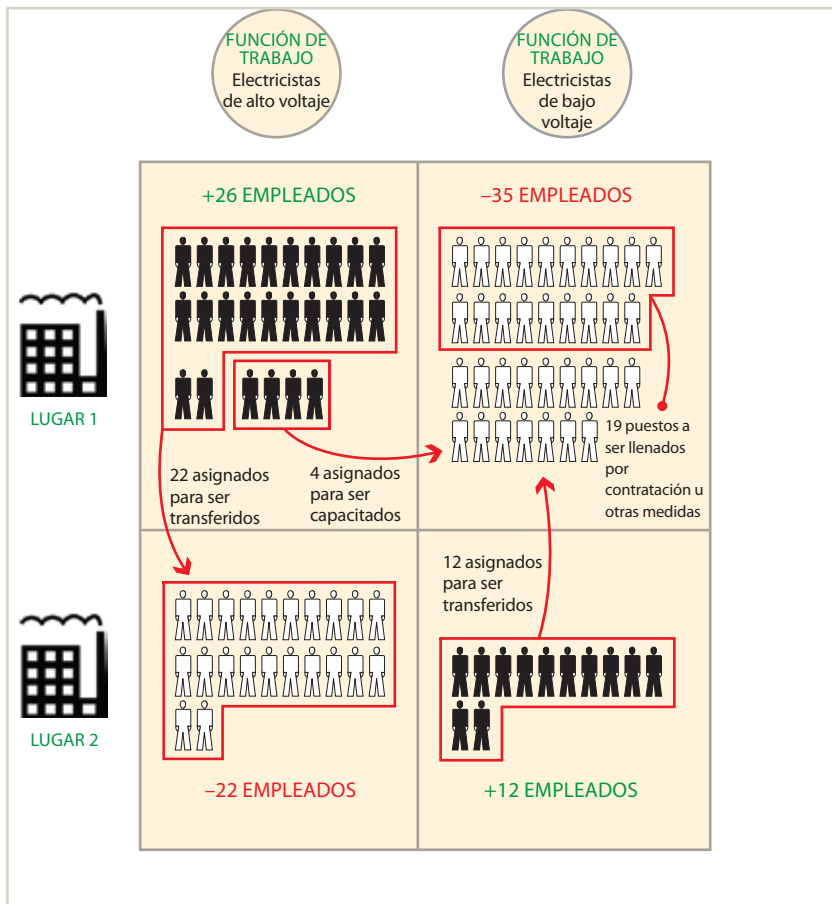 FUNCIÓN DE
TRABAJO
Electricistas
de alto voltaje
FUNCIÓN DE
TRABAJO
Electricistas
de bajo
voltaje
+26 EMPLEADOS
–35 EMPLEADOS
LUGAR 1
22 asignados
para ser
transferidos
4 asignados
para ser
capacitados
19 puestos a
ser llenados
por
contratación u
otras medidas
12 asignados
para ser
transferidos
LUGAR 2
–22 EMPLEADOS
+12 EMPLEADOS